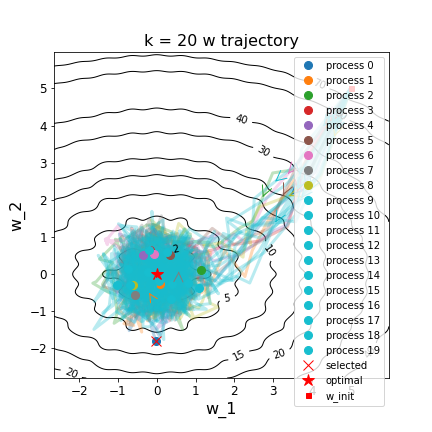 k = 20 w trajectory
w_2
5
4
3
2
1
0
−1
−2
−2
−1
0
1
2
3
w_1
40
30
10
5
2
15
20
20
process 0
process 1
process 2
process 3
process 4
process 5
process 6
process 7
process 8
process 9
process 10
process 11
process 12
process 13
process 14
process 15
process 16
process 17
process 18
process 19
selected
optimal
w_init